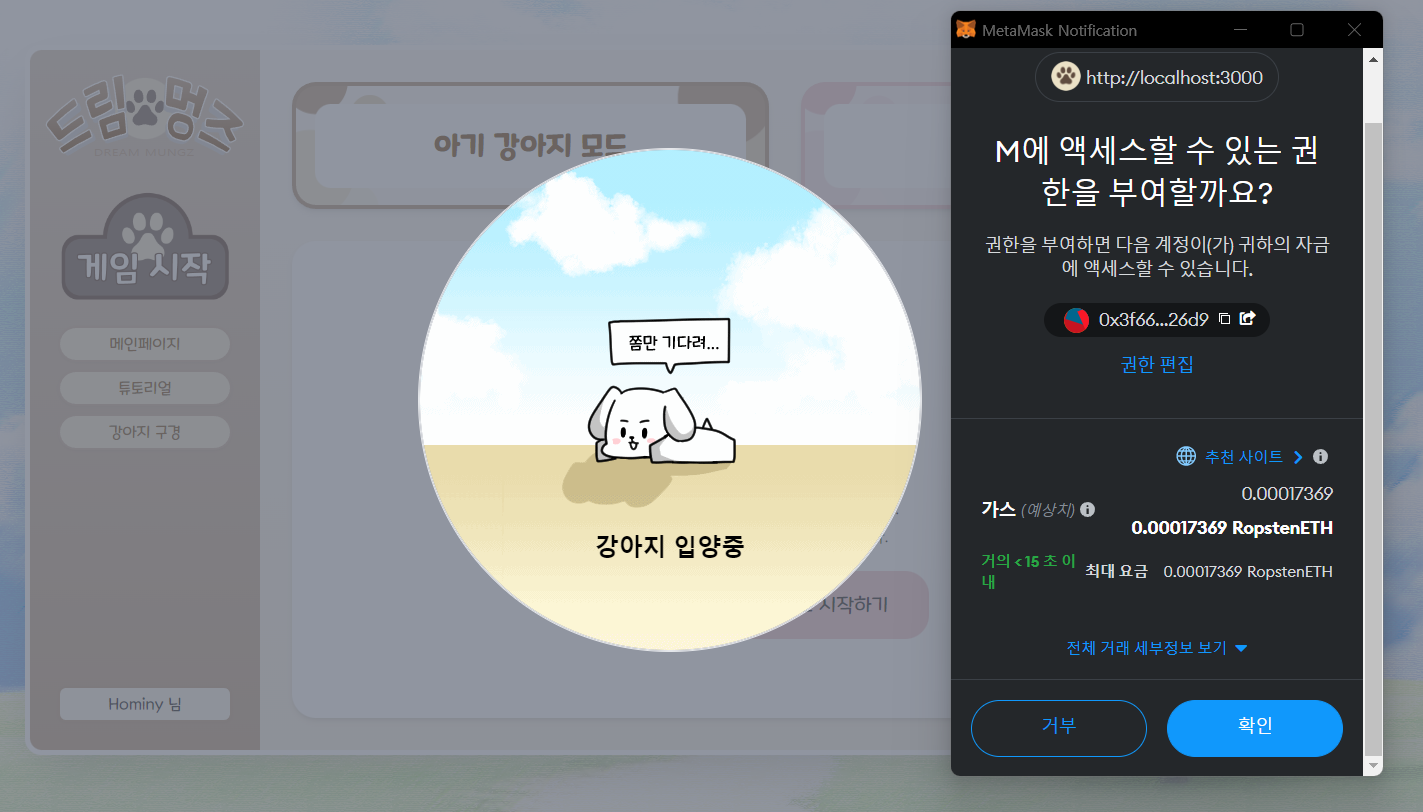 드림멍즈
DREAM MUNGZ
게임 시작
메인페이지
튜토리얼
강아지 구경
Hominy 님
아기 강아지 모드
쫌만 기다려...
강아지 입양중
시작하기
MetaMask Notification
http://localhost:3000
M에 액세스할 수 있는 권
한을 부여할까요?
권한을 부여하면 다음 계정이(가) 귀하의 자금
에 액세스할 수 있습니다.
0x3f66...26d9
권한 편집
추천 사이트
0.00017369
가스 (예상치)
0.00017369 RopstenETH
거의 < 15 초 이
내
최대 요금 0.00017369 RopstenETH
전체 거래 세부정보 보기
거부
확인